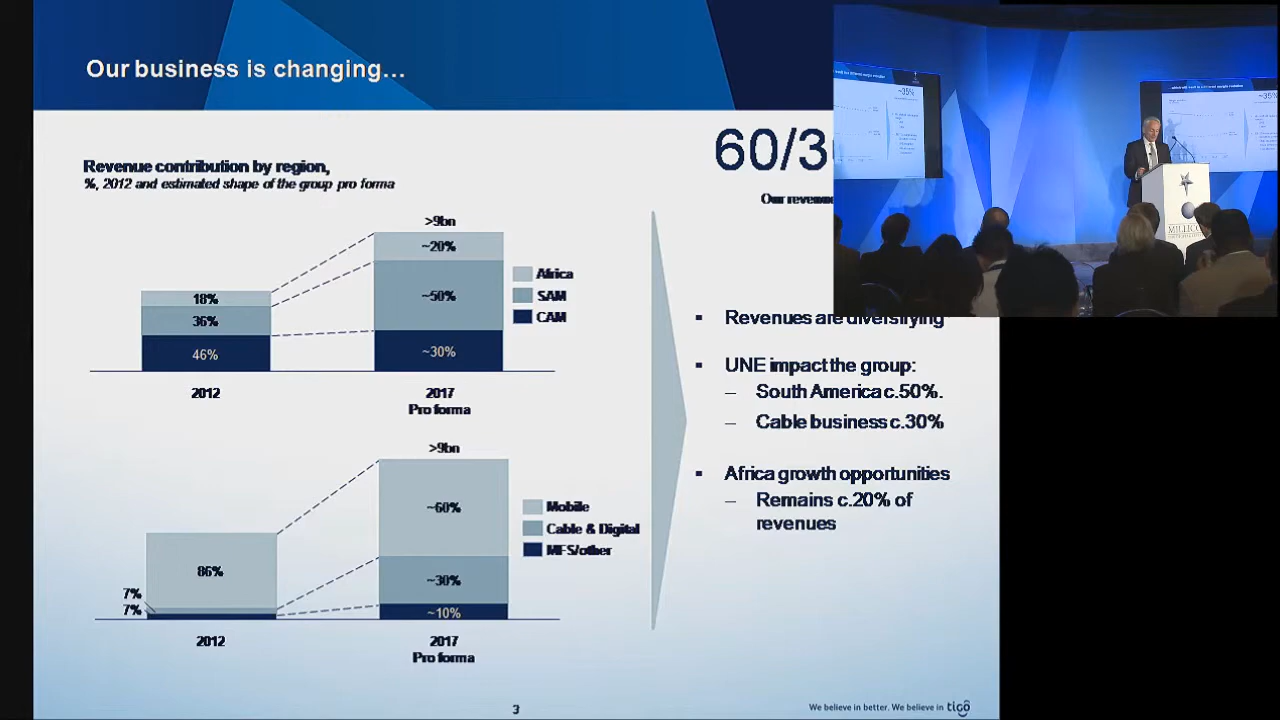 Our business is changing…
Revenue contribution by region,
%, 2012 and estimated shape of the group pro forma
>9bn
~20%
~50%
~30%
18%
36%
46%
Africa
SAM
CAM
2012
2017
Pro forma
>9bn
~60%
~30%
~10%
86%
7%
7%
Mobile
Cable & Digital
MFS/other
2012
2017
Pro forma
60/3
Our revenue
~35%
~35%
MILLICOM
Revenues are diversifying
UNE impact the group:
– South America c.50%.
– Cable business c.30%
Africa growth opportunities
– Remains c.20% of
revenues
3
We believe in better. We believe in tigo